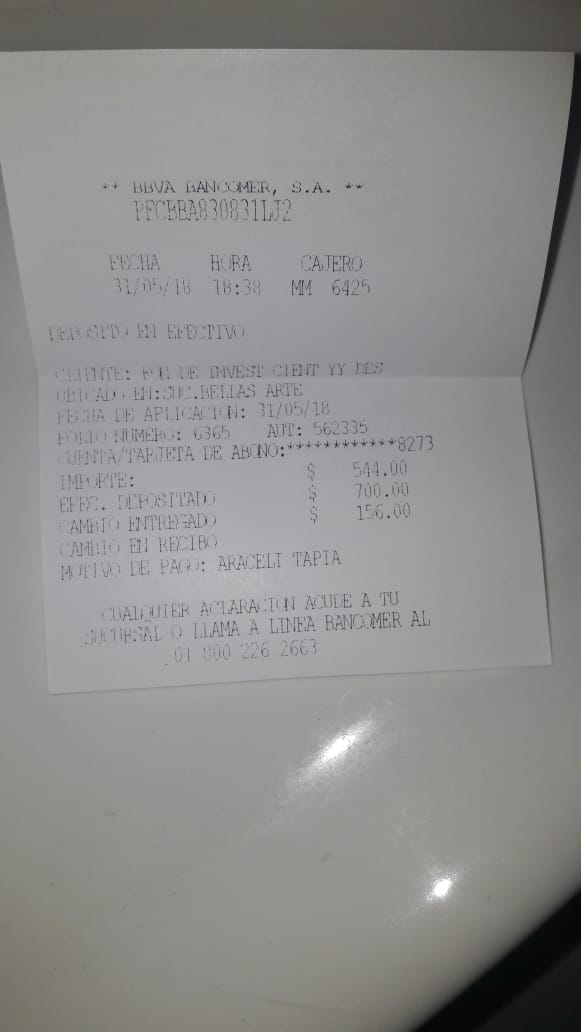 ** BBVA BANCOMER, S.A. **
RFCBBA830831LJ2
FECHA HORA CAJERO
31/05/18 18:38 MM 6425
DEPOSITO EN EFECTIVO
CLIENTE: FON DE INVEST CIENT YY DES
UBICADO EN:SUC.BELLAS ARTE
FECHA DE APLICACION: 31/05/18
FOLIO NUMERO: 6365 AUT: 562335
CUENTA/TARJETA DE ABONO:************8273
IMPORTE: $ 544.00
EFEC. DEPOSITADO $ 700.00
CAMBIO ENTREGADO $ 156.00
CAMBIO EN RECIBO
MOTIVO DE PAGO: ARACELI TAPIA
CUALQUIER ACLARACION ACUDE A TU
SUCURSAL O LLAMA A LINEA BANCOMER AL
01 800 226 2663